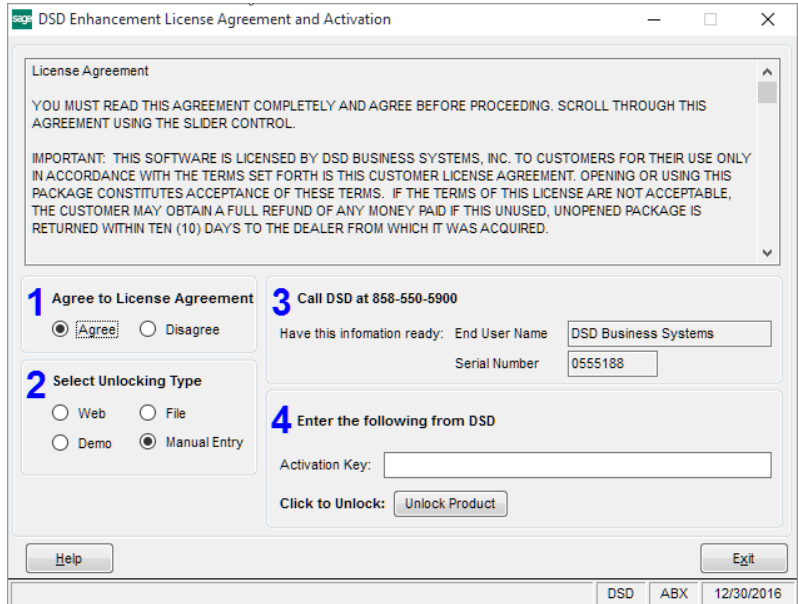 sage DSD Enhancement License Agreement and Activation
License Agreement
YOU MUST READ THIS AGREEMENT COMPLETELY AND AGREE BEFORE PROCEEDING. SCROLL THROUGH THIS
AGREEMENT USING THE SLIDER CONTROL.
IMPORTANT: THIS SOFTWARE IS LICENSED BY DSD BUSINESS SYSTEMS, INC. TO CUSTOMERS FOR THEIR USE ONLY
IN ACCORDANCE WITH THE TERMS SET FORTH IS THIS CUSTOMER LICENSE AGREEMENT. OPENING OR USING THIS
PACKAGE CONSTITUTES ACCEPTANCE OF THESE TERMS. IF THE TERMS OF THIS LICENSE ARE NOT ACCEPTABLE,
THE CUSTOMER MAY OBTAIN A FULL REFUND OF ANY MONEY PAID IF THIS UNUSED, UNOPENED PACKAGE IS
RETURNED WITHIN TEN (10) DAYS TO THE DEALER FROM WHICH IT WAS ACQUIRED.
1 Agree to License Agreement
Agree Disagree
2 Select Unlocking Type
Web File
Demo Manual Entry
3 Call DSD at 858-550-5900
Have this infomation ready: End User Name DSD Business Systems
Serial Number 0555188
4 Enter the following from DSD
Activation Key:
Click to Unlock: Unlock Product
Help Exit
DSD ABX 12/30/2016